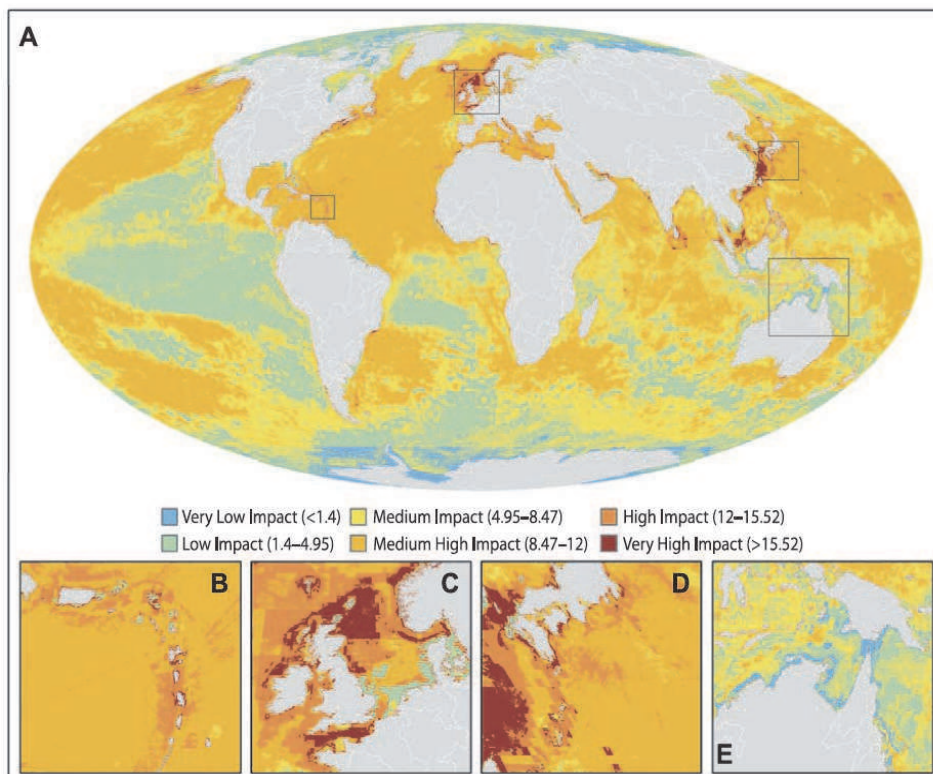 A
Very Low Impact (<1.4)
Medium Impact (4.95–8.47)
High Impact (12–15.52)
Low Impact (1.4–4.95)
Medium High Impact (8.47–12)
Very High Impact (>15.52)
B
C
D
E